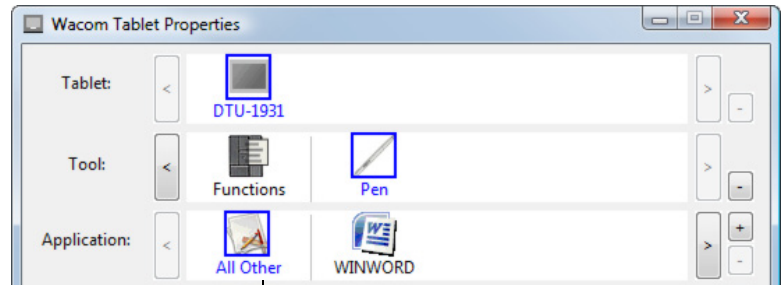 Wacom Tablet Properties
Tablet:
DTU-1931
Tool:
Functions
Pen
Application:
All Other
WINWORD